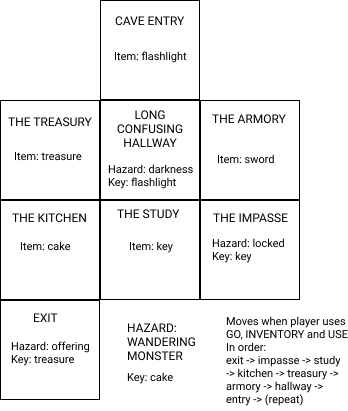 CAVE ENTRY
Item: flashlight
THE TREASURY
Item: treasure
LONG
CONFUSING
HALLWAY
Hazard: darkness
Key: flashlight
THE ARMORY
Item: sword
THE KITCHEN
Item: cake
THE STUDY
Item: key
THE IMPASSE
Hazard: locked
Key: key
EXIT
Hazard: offering
Key: treasure
HAZARD:
WANDERING
MONSTER
Key: cake
Moves when player uses
GO, INVENTORY and USE
In order:
exit -> impasse -> study
-> kitchen -> treasury ->
armory -> hallway ->
entry -> (repeat)